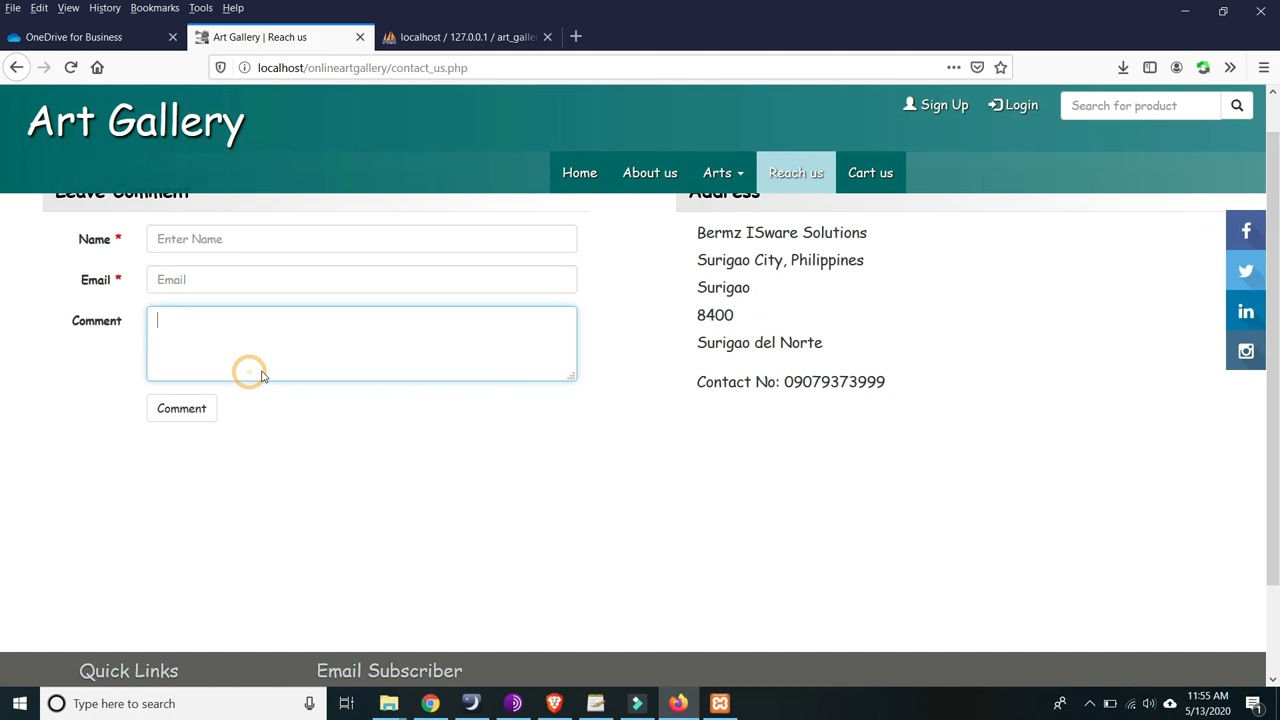 File Edit View History Bookmarks Tools Help
OneDrive for Business
Art Gallery | Reach us
localhost / 127.0.0.1 / art_galle
localhost/onlineartgallery/contact_us.php
Art Gallery
Sign Up
Login
Search for product
Home
About us
Arts
Reach us
Cart us
Leave Comment
Address
Name *
Enter Name
Email *
Email
Comment
Comment
Bermz ISware Solutions
Surigao City, Philippines
Surigao
8400
Surigao del Norte
Contact No: 09079373999
Quick Links
Email Subscriber
Type here to search
11:55 AM
5/13/2020
1